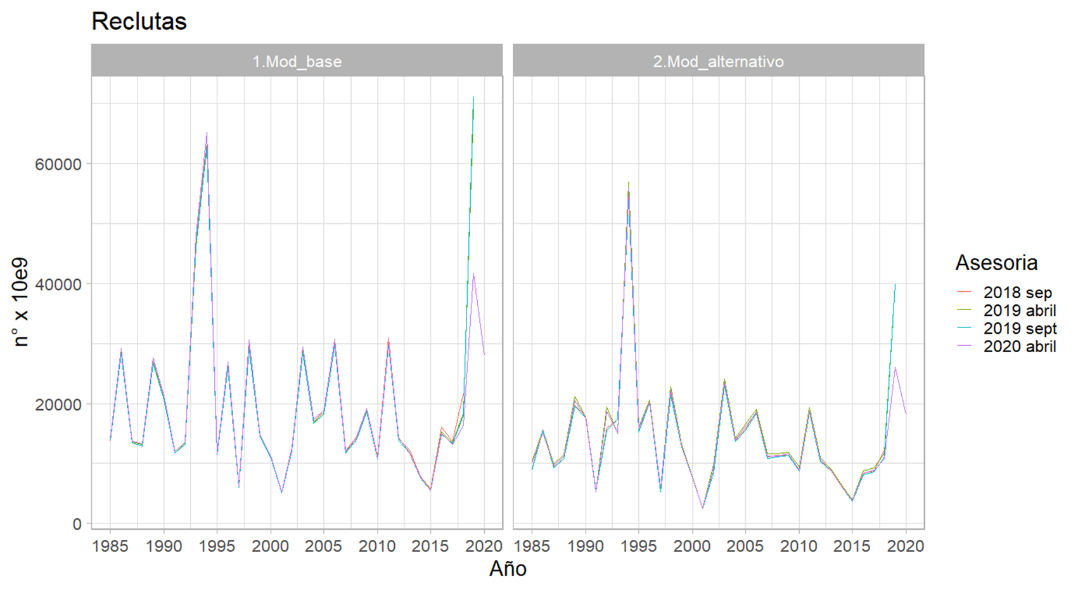 Reclutas
1.Mod_base
2.Mod_alternativo
n° x 10e9
60000
40000
20000
0
1985 1990 1995 2000 2005 2010 2015 2020
1985 1990 1995 2000 2005 2010 2015 2020
Año
Asesoria
2018 sep
2019 abril
2019 sept
2020 abril